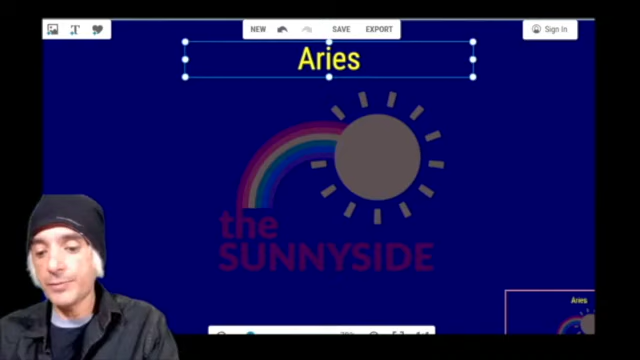 NEW SAVE EXPORT Sign In
Aries
the
SUNNYSIDE
Aries